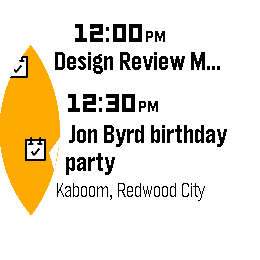 12:00PM
Design Review M...
12:30PM
Jon Byrd birthday
party
Kaboom, Redwood City